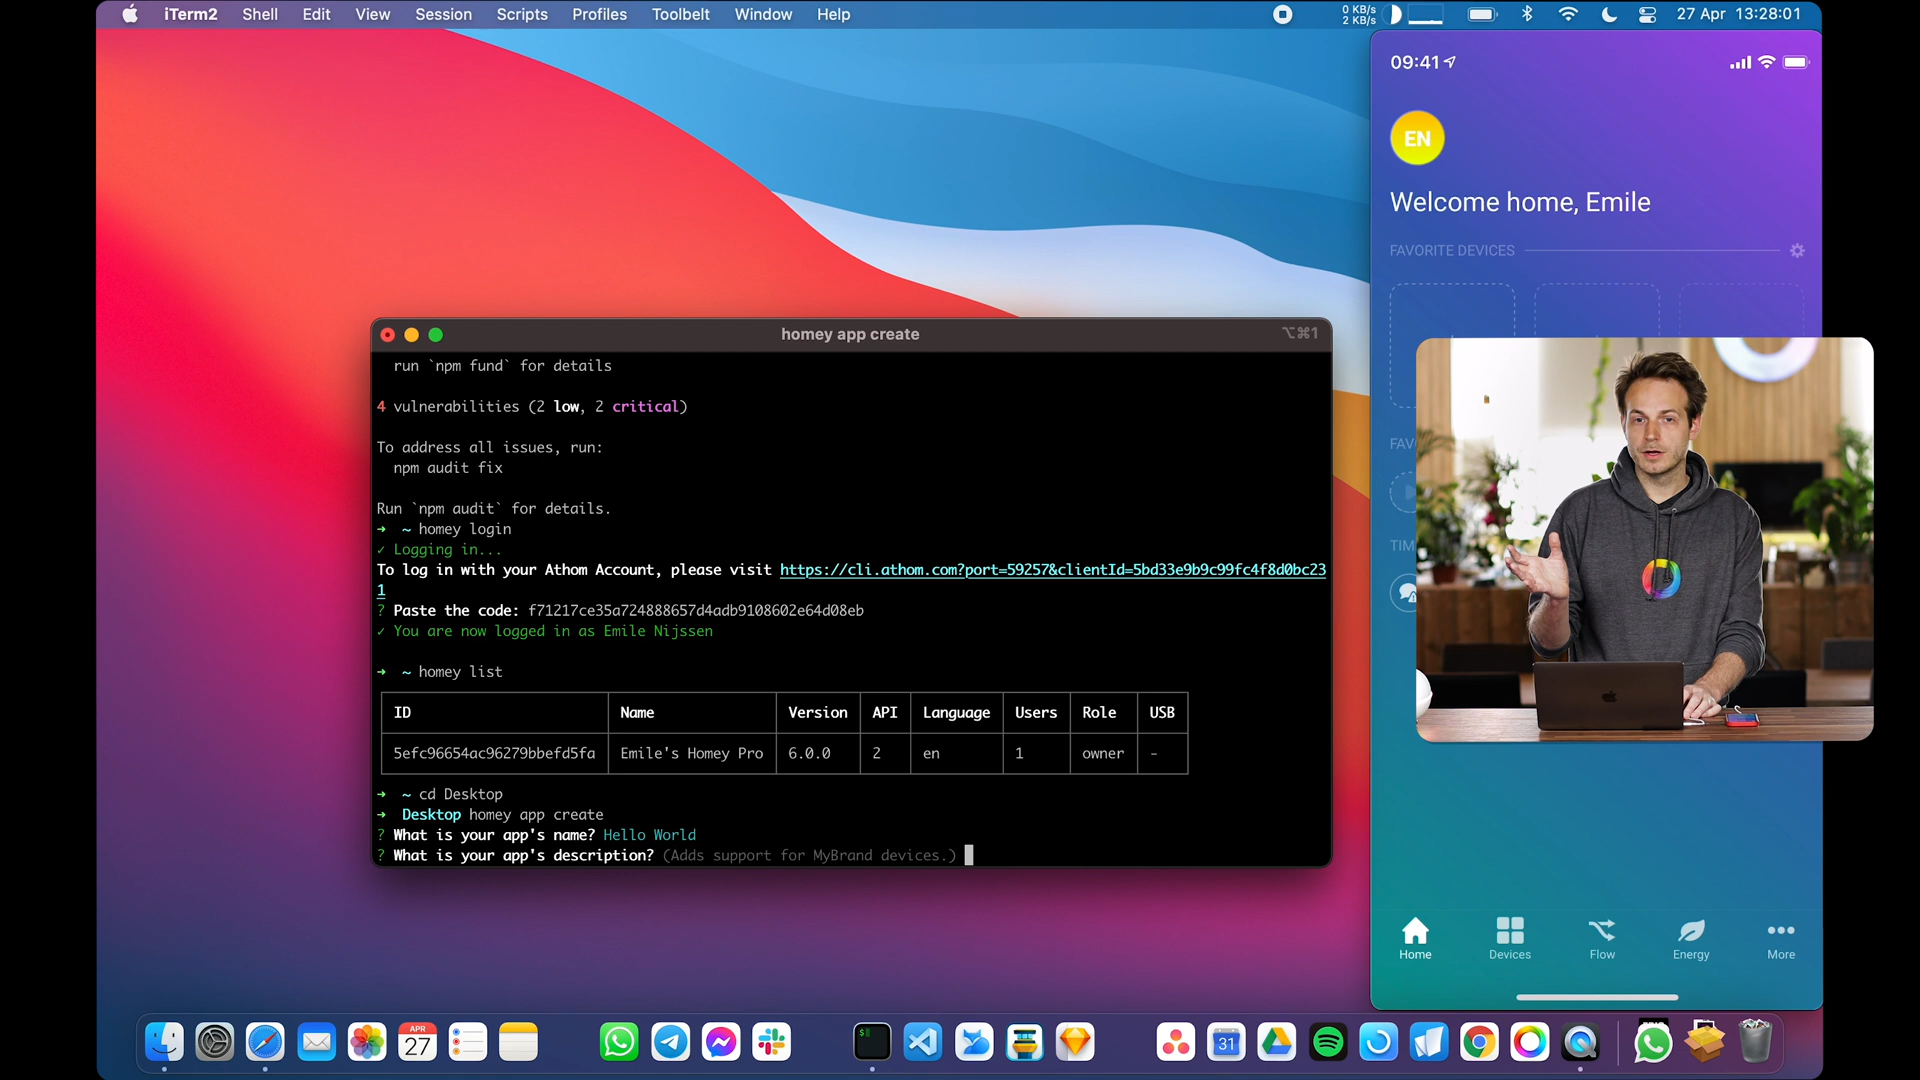 iTerm2 Shell Edit View Session Scripts Profiles Toolbelt Window Help
0 KB/s
2 KB/s
27 Apr 13:28:01
09:41
EN
Welcome home, Emile
FAVORITE DEVICES
homey app create
⌥⌘1
run `npm fund` for details
4 vulnerabilities (2 low, 2 critical)
To address all issues, run:
npm audit fix
Run `npm audit` for details.
➜ ~ homey login
✓ Logging in...
To log in with your Athom Account, please visit https://cli.athom.com?port=59257&clientId=5bd33e9b9c99fc4f8d0bc23
1
? Paste the code: f71217ce35a724888657d4adb9108602e64d08eb
✓ You are now logged in as Emile Nijssen
➜ ~ homey list
ID Name Version API Language Users Role USB
5efc96654ac96279bbefd5fa Emile's Homey Pro 6.0.0 2 en 1 owner -
➜ ~ cd Desktop
➜ Desktop homey app create
? What is your app's name? Hello World
? What is your app's description? (Adds support for MyBrand devices.)
FAV
TIM
Home Devices Flow Energy More
APR
27
$
31